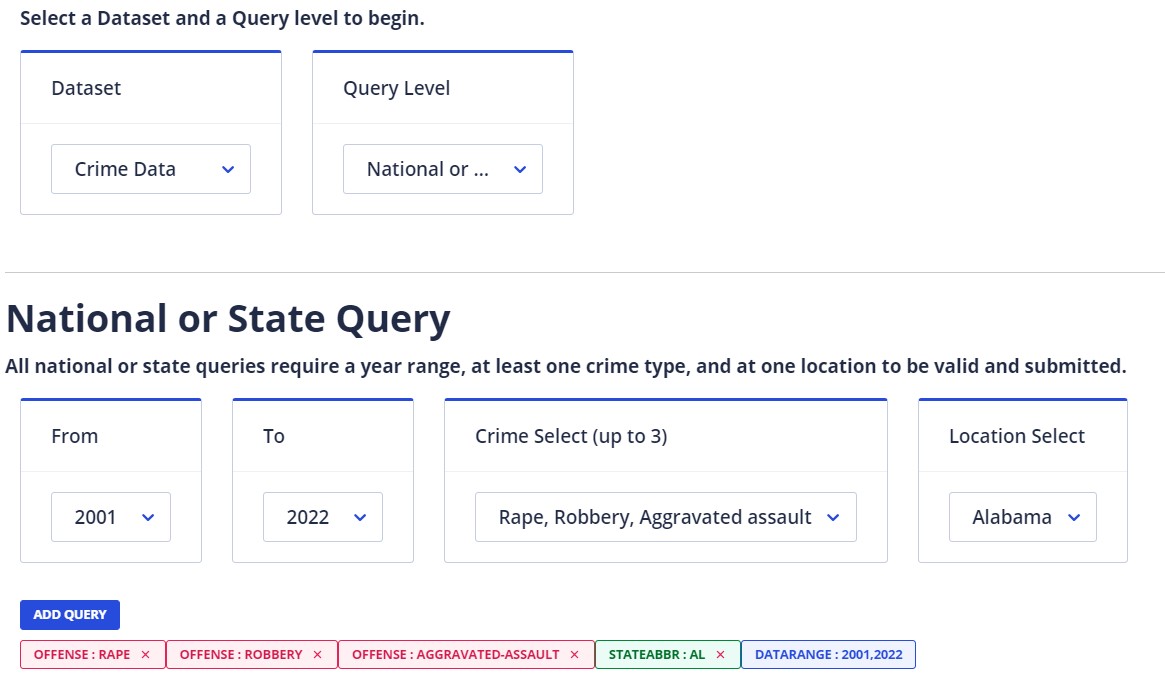 Select a Dataset and a Query level to begin.
Dataset
Query Level
Crime Data
National or ...
National or State Query
All national or state queries require a year range, at least one crime type, and at one location to be valid and submitted.
From
To
Crime Select (up to 3)
Location Select
2001
2022
Rape, Robbery, Aggravated assault
Alabama
ADD QUERY
OFFENSE : RAPE ×
OFFENSE : ROBBERY ×
OFFENSE : AGGRAVATED-ASSAULT ×
STATEABBR : AL ×
DATARANGE : 2001,2022